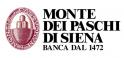 MONTE
DEI PASCHI
DI SIENA
BANCA DAL 1472